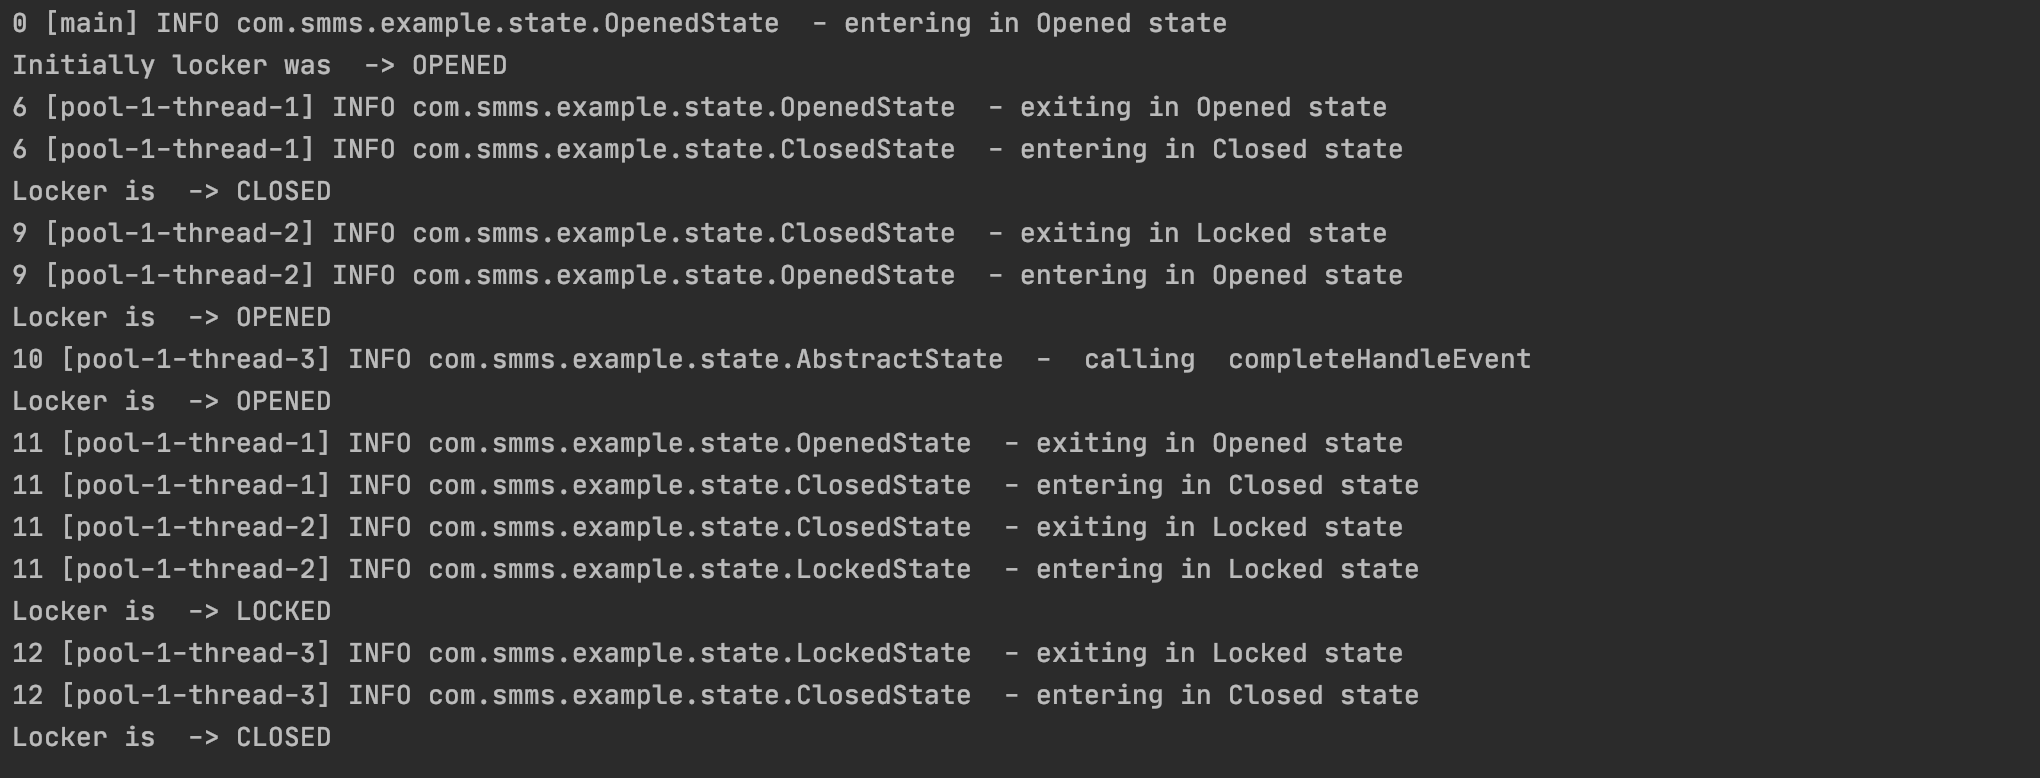 0 [main] INFO com.smms.example.state.OpenedState  - entering in Opened state
Initially locker was  -> OPENED
6 [pool-1-thread-1] INFO com.smms.example.state.OpenedState  - exiting in Opened state
6 [pool-1-thread-1] INFO com.smms.example.state.ClosedState  - entering in Closed state
Locker is  -> CLOSED
9 [pool-1-thread-2] INFO com.smms.example.state.ClosedState  - exiting in Locked state
9 [pool-1-thread-2] INFO com.smms.example.state.OpenedState  - entering in Opened state
Locker is  -> OPENED
10 [pool-1-thread-3] INFO com.smms.example.state.AbstractState  -  calling  completeHandleEvent
Locker is  -> OPENED
11 [pool-1-thread-1] INFO com.smms.example.state.OpenedState  - exiting in Opened state
11 [pool-1-thread-1] INFO com.smms.example.state.ClosedState  - entering in Closed state
11 [pool-1-thread-2] INFO com.smms.example.state.ClosedState  - exiting in Locked state
11 [pool-1-thread-2] INFO com.smms.example.state.LockedState  - entering in Locked state
Locker is  -> LOCKED
12 [pool-1-thread-3] INFO com.smms.example.state.LockedState  - exiting in Locked state
12 [pool-1-thread-3] INFO com.smms.example.state.ClosedState  - entering in Closed state
Locker is  -> CLOSED